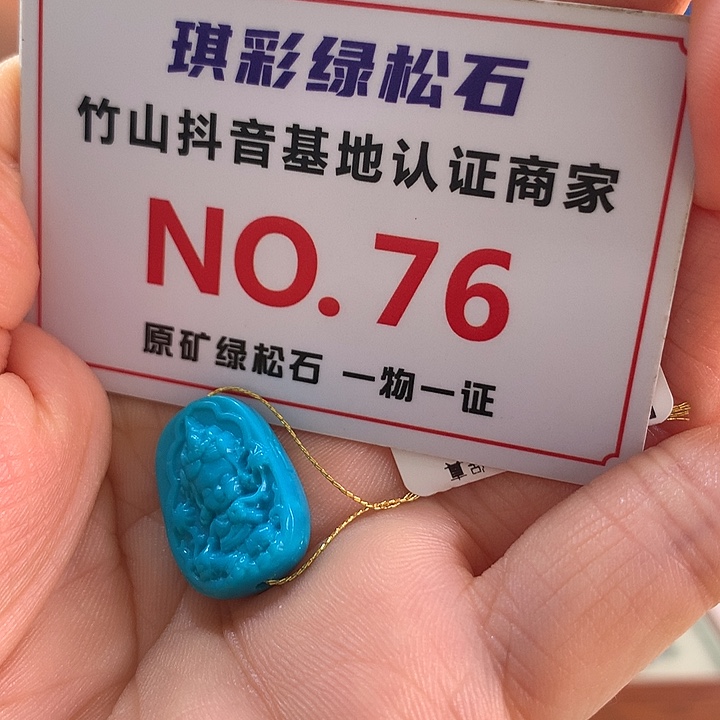 琪彩绿松石
竹山抖音基地认证商家
NO. 76
原矿绿松石 一物一证